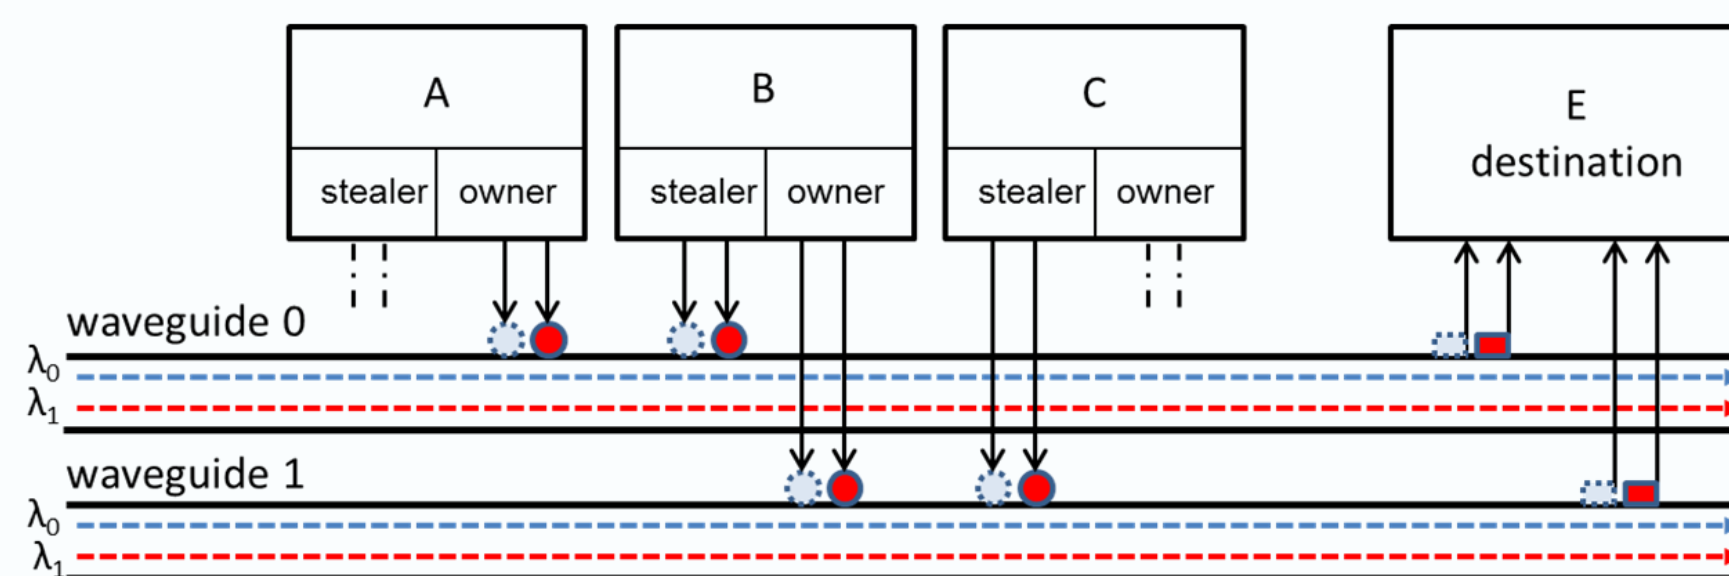 A
B
C
E
destination
stealer
owner
stealer
owner
stealer
owner
waveguide 0
λ0
λ1
waveguide 1
λ0
λ1